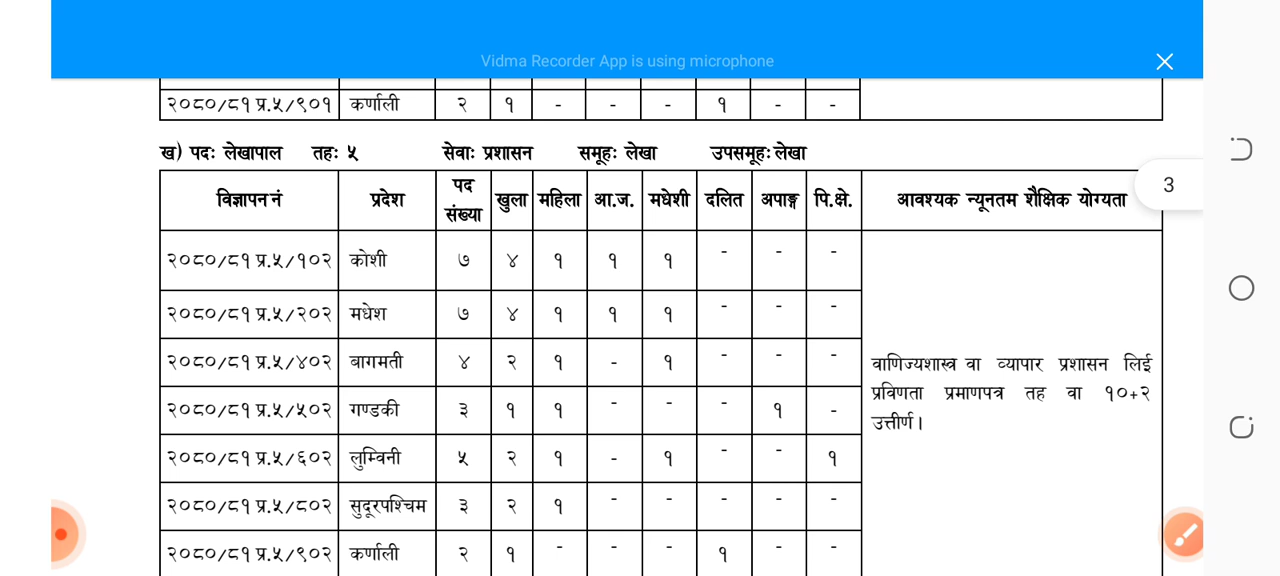 Vidma Recorder App is using microphone
२०८०/८१ प्र.५/९०१ कर्णाली २ १ - - - १ - -
ख) पदः लेखापाल तहः ५ सेवाः प्रशासन समूहः लेखा उपसमूहः लेखा
विज्ञापन नं प्रदेश पद संख्या खुला महिला आ.ज. मधेशी दलित अपाङ्ग पि.क्षे. आवश्यक न्यूनतम शैक्षिक योग्यता
3
२०८०/८१ प्र.५/१०२ कोशी ७ ४ १ १ १ - - -
२०८०/८१ प्र.५/२०२ मधेश ७ ४ १ १ १ - - -
२०८०/८१ प्र.५/४०२ बागमती ४ २ १ - १ - - -
२०८०/८१ प्र.५/५०२ गण्डकी ३ १ १ - - - १ -
२०८०/८१ प्र.५/६०२ लुम्विनी ५ २ १ - १ - - १
२०८०/८१ प्र.५/८०२ सुदूरपश्चिम ३ २ १ - - - - -
२०८०/८१ प्र.५/९०२ कर्णाली २ १ - - - १ - -
वाणिज्यशास्त्र वा व्यापार प्रशासन लिई
प्रविणता प्रमाणपत्र तह वा १०+२
उत्तीर्ण।